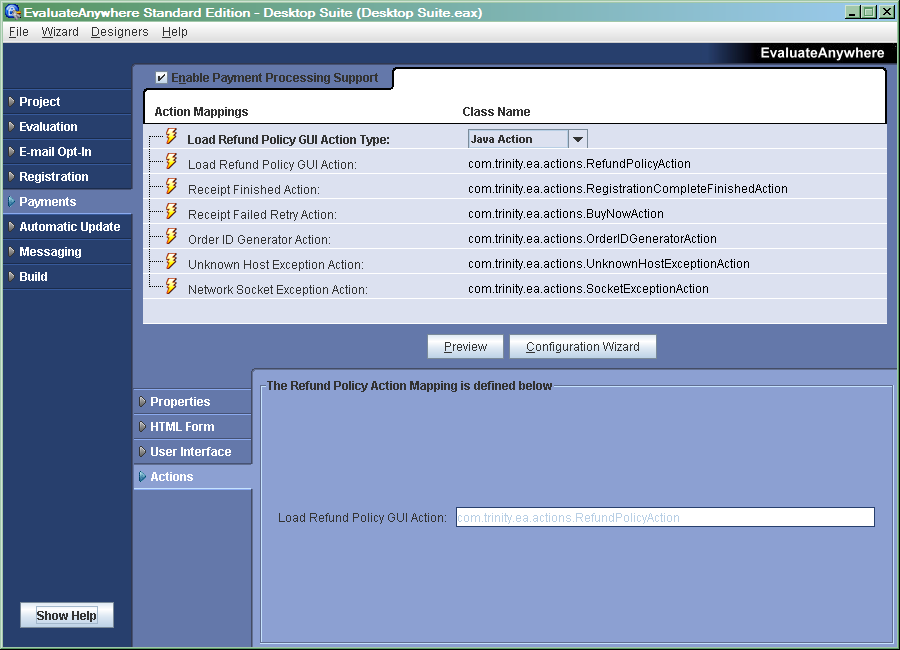 EvaluateAnywhere Standard Edition - Desktop Suite (Desktop Suite.eax)
File Wizard Designers Help
EvaluateAnywhere
Enable Payment Processing Support
Action Mappings Class Name
Load Refund Policy GUI Action Type: Java Action
Load Refund Policy GUI Action: com.trinity.ea.actions.RefundPolicyAction
Receipt Finished Action: com.trinity.ea.actions.RegistrationCompleteFinishedAction
Receipt Failed Retry Action: com.trinity.ea.actions.BuyNowAction
Order ID Generator Action: com.trinity.ea.actions.OrderIDGeneratorAction
Unknown Host Exception Action: com.trinity.ea.actions.UnknownHostExceptionAction
Network Socket Exception Action: com.trinity.ea.actions.SocketExceptionAction
Project
Evaluation
E-mail Opt-In
Registration
Payments
Automatic Update
Messaging
Build
Preview Configuration Wizard
Properties
HTML Form
User Interface
Actions
The Refund Policy Action Mapping is defined below
Load Refund Policy GUI Action: com.trinity.ea.actions.RefundPolicyAction
Show Help